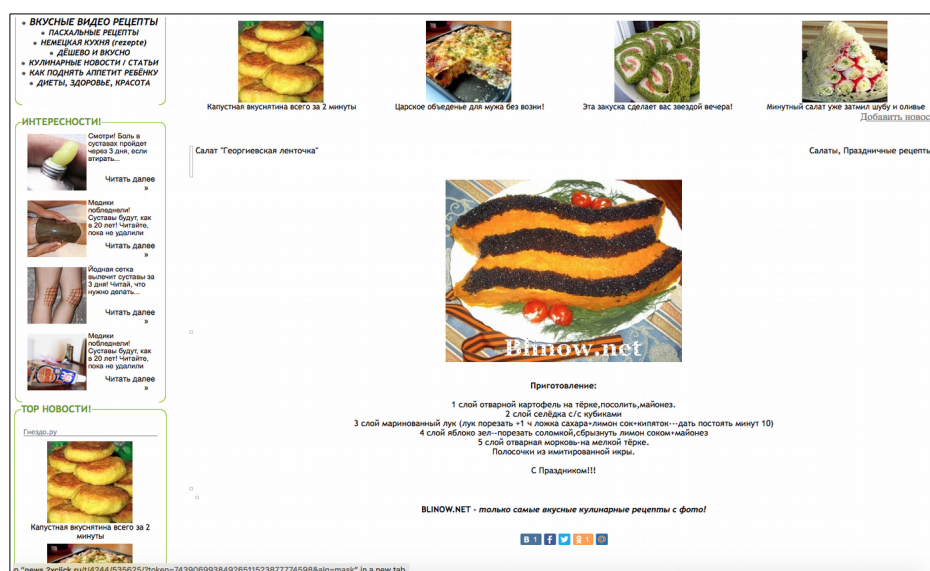 ВКУСНЫЕ ВИДЕО РЕЦЕПТЫ
ПАСХАЛЬНЫЕ РЕЦЕПТЫ
НЕМЕЦКАЯ КУХНЯ (rezepte)
ДЁШЕВО И ВКУСНО
КУЛИНАРНЫЕ НОВОСТИ / СТАТЬИ
КАК ПОДНЯТЬ АППЕТИТ РЕБЁНКУ
ДИЕТЫ, ЗДОРОВЬЕ, КРАСОТА
ИНТЕРЕСНОСТИ!
Смотри! Боль в
суставах пройдет
через 3 дня, если
втирать...
Читать далее
»
Медики
побледнели!
Суставы будут, как
в 20 лет! Читайте,
пока не удалили
Читать далее
»
Йодная сетка
вылечит суставы за
3 дня! Читай, что
нужно делать...
Читать далее
»
Медики
побледнели!
Суставы будут, как
в 20 лет! Читайте,
пока не удалили
Читать далее
»
TOP НОВОСТИ!
Гнездо.ру
Капустная вкуснятина всего за 2
минуты
Капустная вкуснятина всего за 2 минуты
Царское объеденье для мужа без возни!
Эта закуска сделает вас звездой вечера!
Минутный салат уже затмил шубу и оливье
Добавить новос
Салат "Георгиевская ленточка"
Салаты, Праздничные рецепты
Blinow.net
Приготовление:
1 слой отварной картофель на тёрке,посолить,майонез.
2 слой селёдка с/с кубиками
3 слой маринованный лук (лук порезать +1 ч ложка сахара+лимон сок+кипяток---дать постоять минут 10)
4 слой яблоко зел--порезать соломкой,сбрызнуть лимон соком+майонез
5 слой отварная морковь-на мелкой тёрке.
Полосочки из имитированной икры.
С Праздником!!!
BLINOW.NET - только самые вкусные кулинарные рецепты с фото!
В 1
1